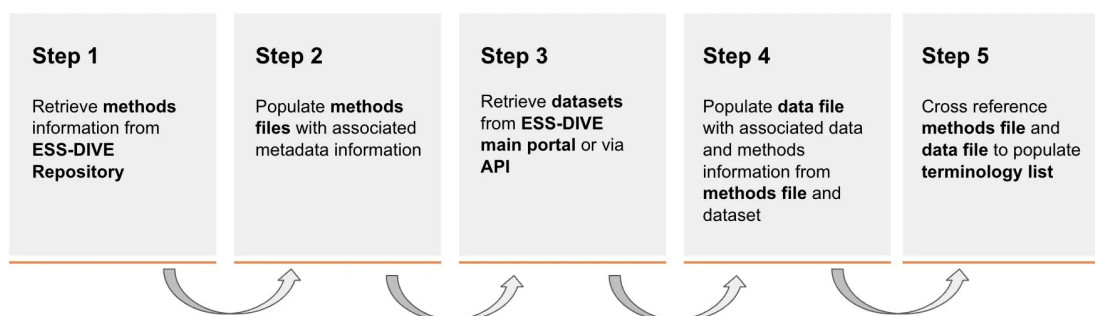 Step 1
Retrieve methods
information from
ESS-DIVE
Repository
Step 2
Populate methods
files with associated
metadata information
Step 3
Retrieve datasets
from ESS-DIVE
main portal or via
API
Step 4
Populate data file
with associated data
and methods
information from
methods file and
dataset
Step 5
Cross reference
methods file and
data file to populate
terminology list